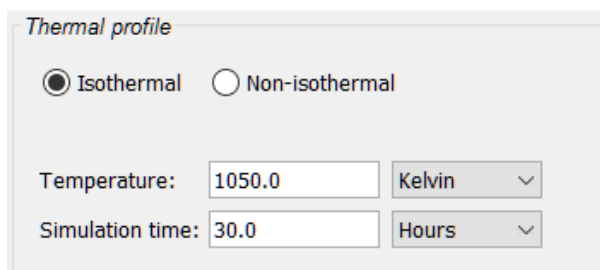 Thermal profile
Isothermal Non-isothermal
Temperature: 1050.0 Kelvin
Simulation time: 30.0 Hours